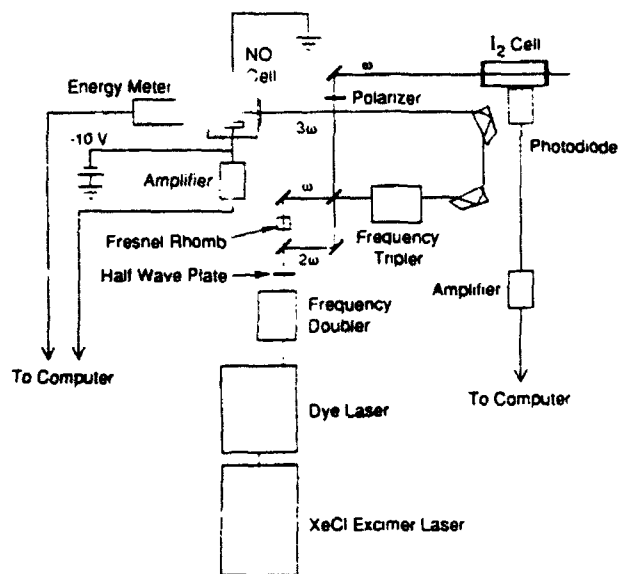 NO
Cell
Energy Meter
-10 V
Amplifier
ω
I2 Cell
Polarizer
3ω
Photodiode
ω
Fresnel Rhomb
2ω
Half Wave Plate
Frequency
Tripler
Frequency
Doubler
Amplifier
To Computer
Dye Laser
To Computer
XeCl Excimer Laser